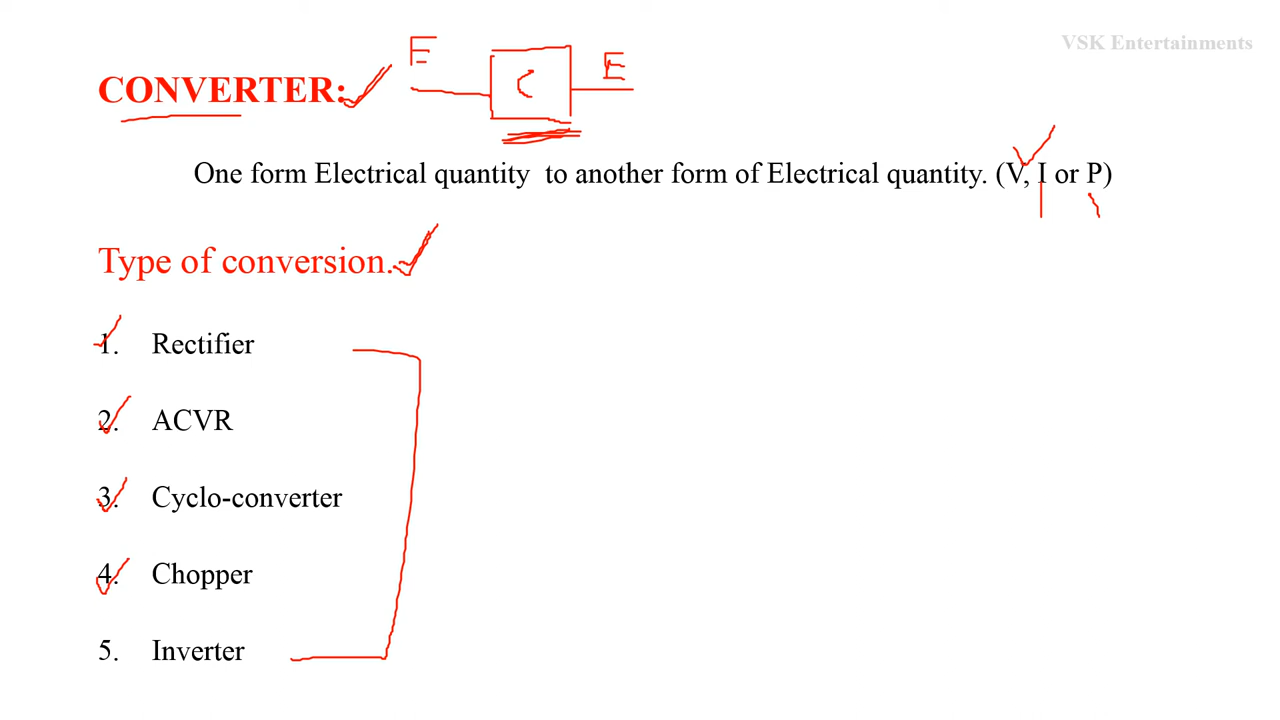 VSK Entertainments
E
E
CONVERTER:
C
One form Electrical quantity to another form of Electrical quantity. (V, I or P)
Type of conversion.
1. Rectifier
2. ACVR
3. Cyclo-converter
4. Chopper
5. Inverter